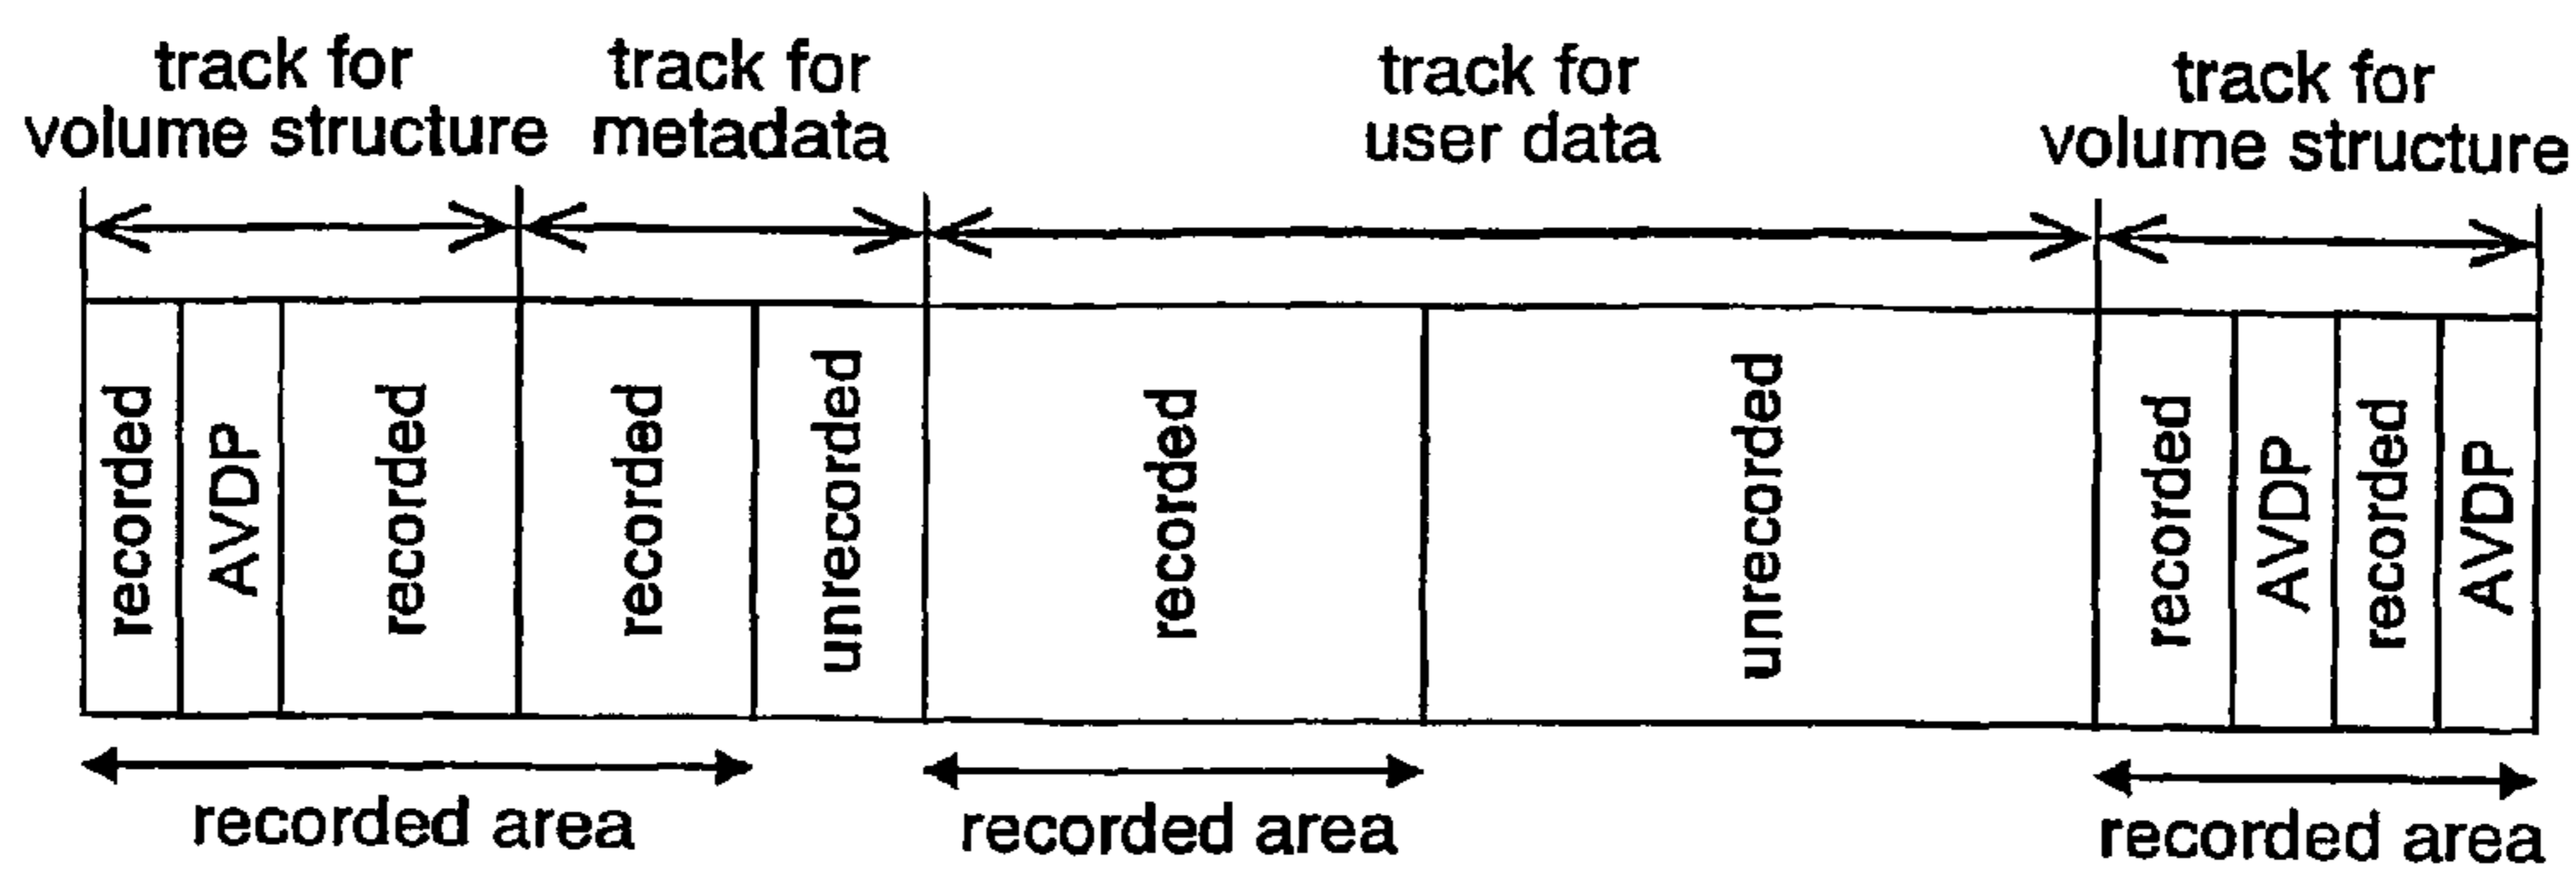 track for
volume structure
track for
metadata
track for
user data
track for
volume structure
recorded
AVDP
recorded
recorded
unrecorded
recorded
unrecorded
recorded
AVDP
recorded
AVDP
recorded area
recorded area
recorded area